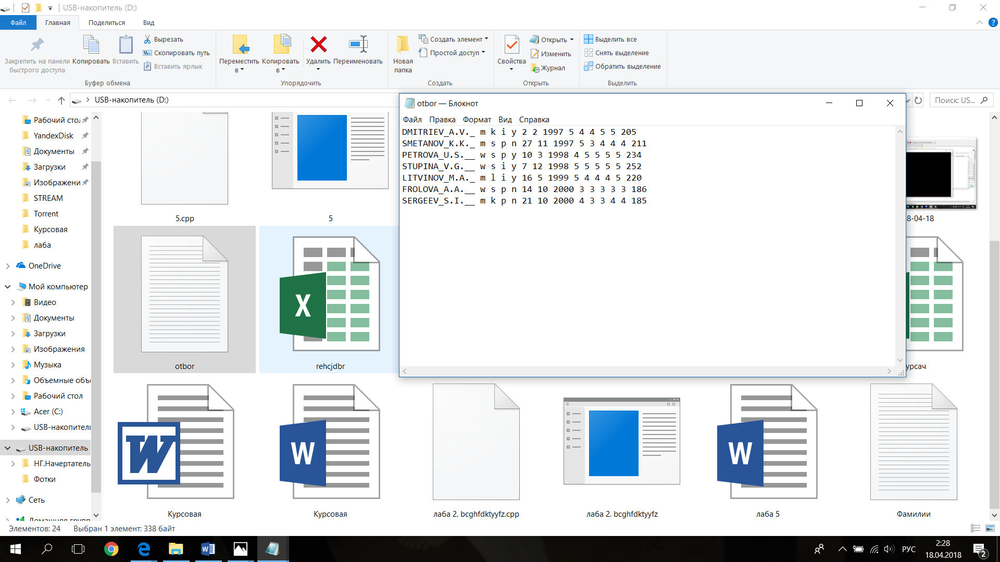 USB-накопитель (D:)
Файл Главная Поделиться Вид
Закрепить на панели быстрого доступа
Копировать
Вставить
Вырезать
Скопировать путь
Вставить ярлык
Буфер обмена
Переместить в
Копировать в
Удалить
Переименовать
Упорядочить
Новая папка
Создать элемент
Простой доступ
Создать
Свойства
Открыть
Изменить
Журнал
Открыть
Выделить все
Снять выделение
Обратить выделение
Выделить
USB-накопитель (D:)
Поиск: US...
Рабочий сто
YandexDisk
Документы
Загрузки
Изображени
STREAM
Torrent
Курсовая
лаба
OneDrive
Мой компьютер
Видео
Документы
Загрузки
Изображения
Музыка
Объемные объ
Рабочий стол
Acer (C:)
USB-накопитель
USB-накопитель
НГ.Начертатель
Фотки
Сеть
Домашняя групп
otbor — Блокнот
Файл Правка Формат Вид Справка
DMITRIEV_A.V._ m k i y 2 2 1997 5 4 4 5 5 205
SMETANOV_K.K._ m s p n 27 11 1997 5 3 4 4 4 211
PETROVA_U.S.__ w s p y 10 3 1998 4 5 5 5 5 234
STUPINA_V.G.__ w s i y 7 12 1998 5 5 5 5 5 252
LITVINOV_M.A._ m l i y 16 5 1999 5 4 4 4 5 220
FROLOVA_A.A.__ w s p n 14 10 2000 3 3 3 3 3 186
SERGEEV_S.I.__ m k p n 21 10 2000 4 3 3 4 4 185
5.cpp
5
8-04-18
otbor
X
rehcjdbr
урсач
W
Курсовая
W
Курсовая
лаба 2. bcghfdktyyfz.cpp
лаба 2. bcghfdktyyfz
W
лаба 5
Фамилии
Элементов: 24 Выбран 1 элемент: 338 байт
РУС
2:28
18.04.2018
2